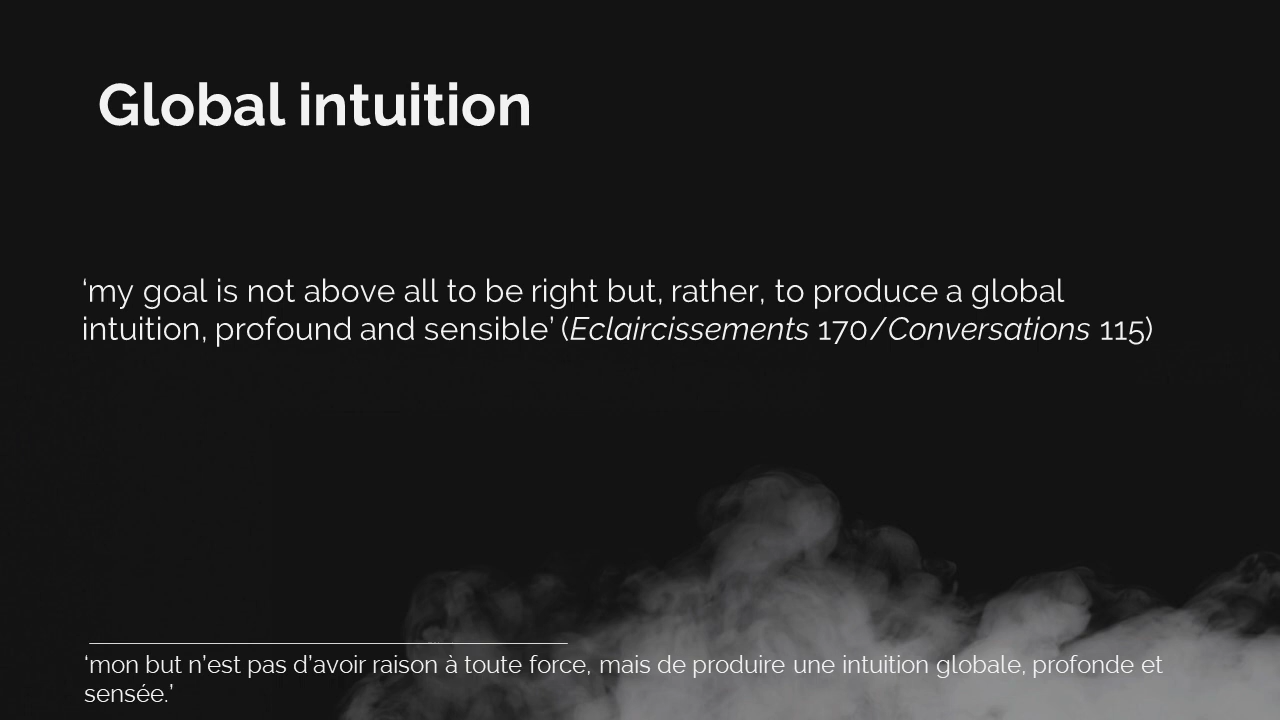 Global intuition
‘my goal is not above all to be right but, rather, to produce a global
intuition, profound and sensible’ (Eclaircissements 170/Conversations 115)
‘mon but n’est pas d’avoir raison à toute force, mais de produire une intuition globale, profonde et
sensée.’